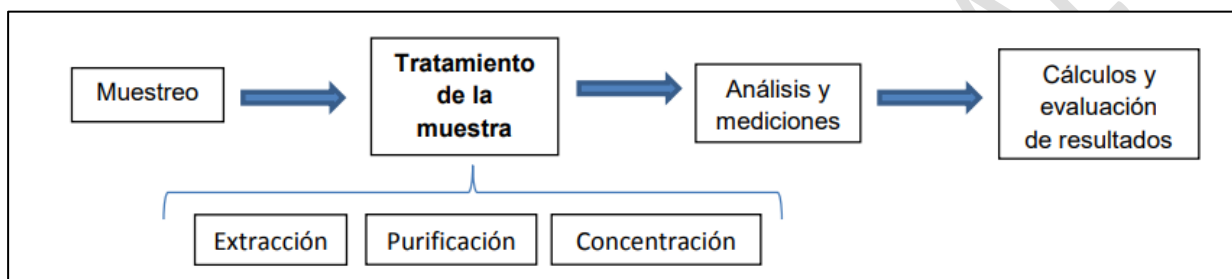 Muestreo
Tratamiento
de la
muestra
Análisis y
mediciones
Cálculos y
evaluación
de resultados
Extracción
Purificación
Concentración